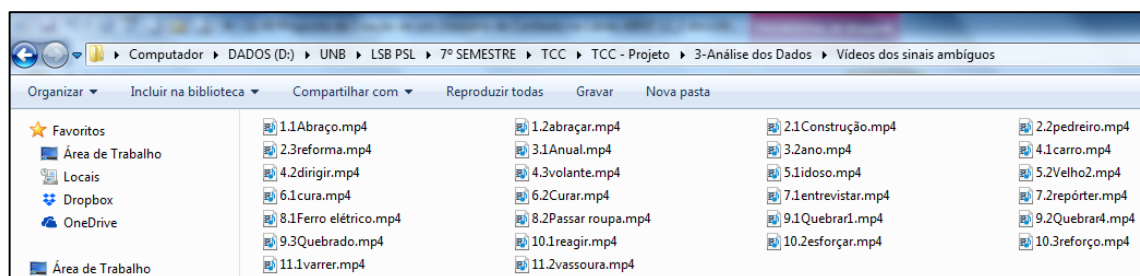 Computador DADOS (D:) UNB LSB PSL 7º SEMESTRE TCC TCC - Projeto 3-Análise dos Dados Vídeos dos sinais ambíguos
Organizar Incluir na biblioteca Compartilhar com Reproduzir todas Gravar Nova pasta
Favoritos 1.1Abraço.mp4 1.2abraçar.mp4 2.1Construção.mp4 2.2pedreiro.mp4
Área de Trabalho 2.3reforma.mp4 3.1Anual.mp4 3.2ano.mp4 4.1carro.mp4
Locais 4.2dirigir.mp4 4.3volante.mp4 5.1idoso.mp4 5.2Velho2.mp4
Dropbox 6.1cura.mp4 6.2Curar.mp4 7.1entrevistar.mp4 7.2repórter.mp4
OneDrive 8.1Ferro elétrico.mp4 8.2Passar roupa.mp4 9.1Quebrar1.mp4 9.2Quebrar4.mp4
9.3Quebrado.mp4 10.1reagir.mp4 10.2esforçar.mp4 10.3reforço.mp4
Área de Trabalho 11.1varrer.mp4 11.2vassoura.mp4